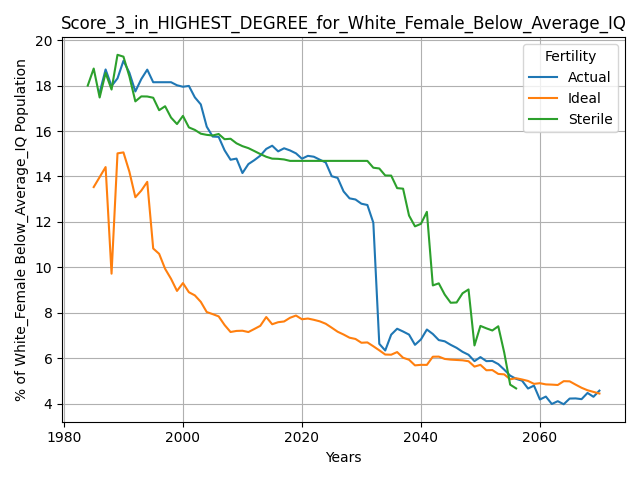 Score_3_in_HIGHEST_DEGREE_for_White_Female_Below_Average_IQ
% of White_Female Below_Average_IQ Population
20
18
16
14
12
10
8
6
4
Fertility
Actual
Ideal
Sterile
1980 2000 2020 2040 2060
Years